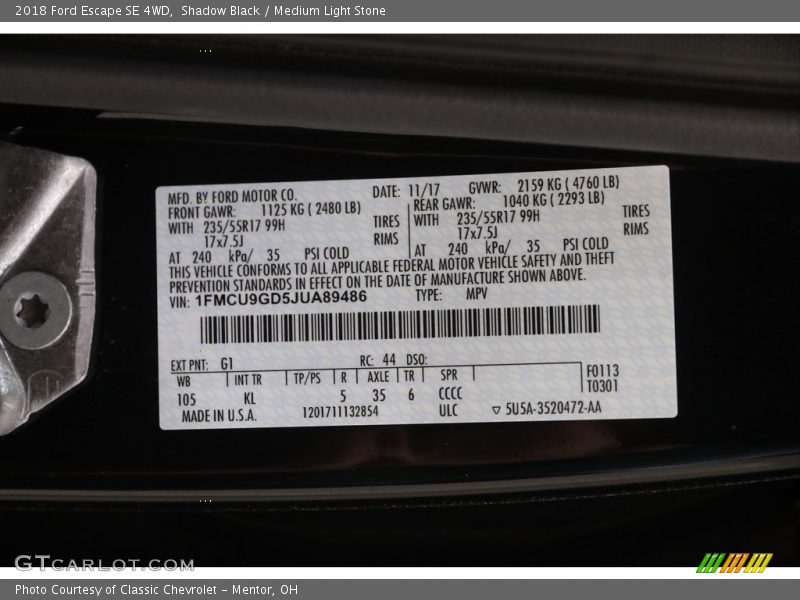 2018 Ford Escape SE 4WD, Shadow Black / Medium Light Stone
MFD. BY FORD MOTOR CO. DATE: 11/17 GVWR: 2159 KG ( 4760 LB)
FRONT GAWR: 1125 KG ( 2480 LB) REAR GAWR: 1040 KG ( 2293 LB)
WITH 235/55R17 99H TIRES WITH 235/55R17 99H TIRES
17x7.5J RIMS 17x7.5J RIMS
AT 240 kPa/ 35 PSI COLD AT 240 kPa/ 35 PSI COLD
THIS VEHICLE CONFORMS TO ALL APPLICABLE FEDERAL MOTOR VEHICLE SAFETY AND THEFT
PREVENTION STANDARDS IN EFFECT ON THE DATE OF MANUFACTURE SHOWN ABOVE.
VIN: 1FMCU9GD5JUA89486 TYPE: MPV
EXT PNT: G1 RC: 44 DSO:
WB INT TR TP/PS R AXLE TR SPR F0113
105 KL 5 35 6 CCCC T0301
MADE IN U.S.A. 1201711132854 ULC ▽ 5U5A-3520472-AA
GTCARLOT.COM
Photo Courtesy of Classic Chevrolet - Mentor, OH